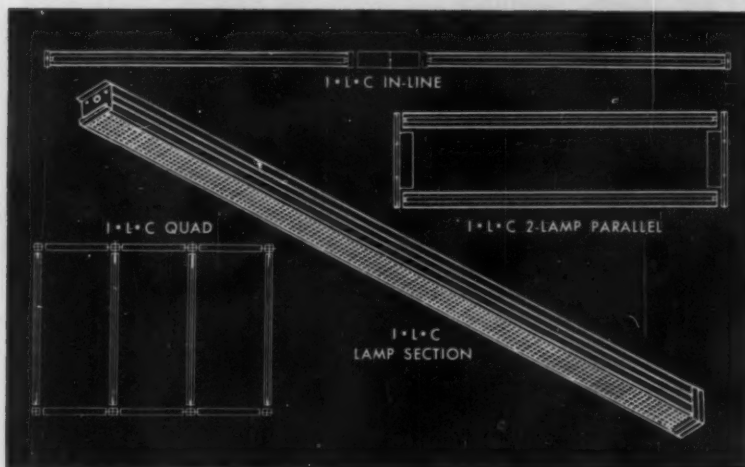 I•L•C IN-LINE
I•L•C 2-LAMP PARALLEL
I•L•C QUAD
I•L•C
LAMP SECTION